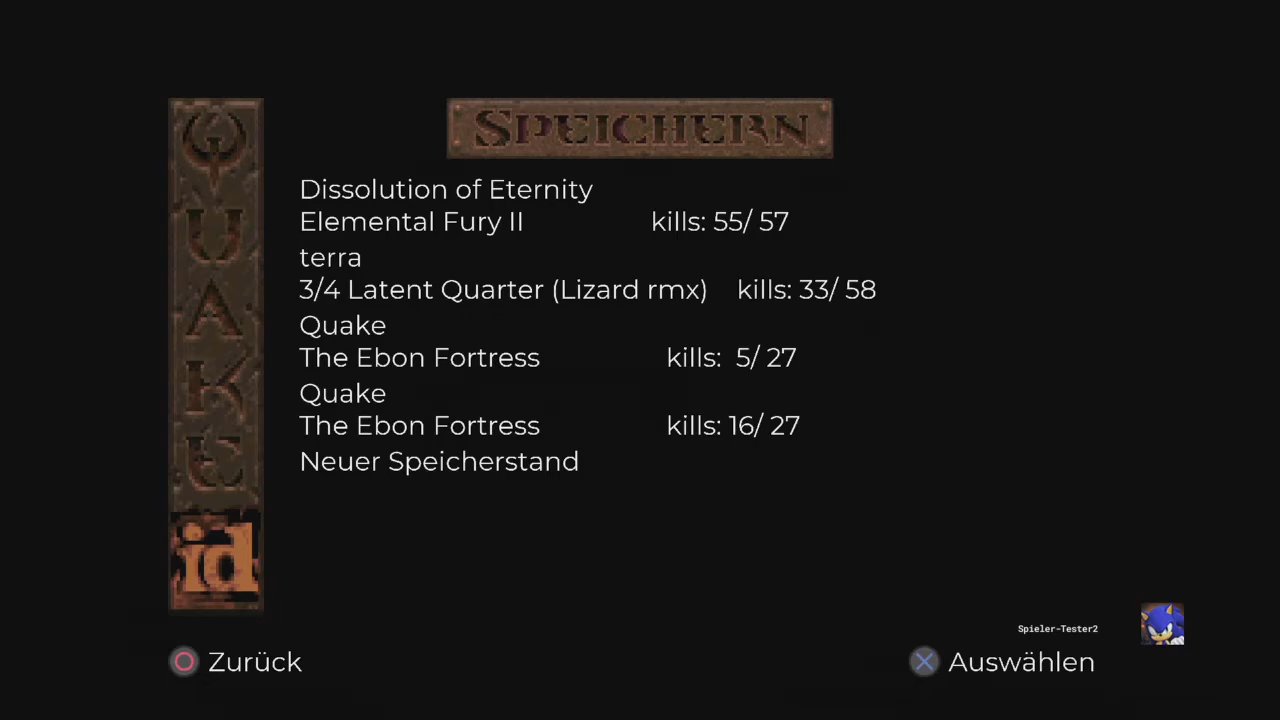 QUAKE
SPEICHERN
Dissolution of Eternity
Elemental Fury II kills: 55/ 57
terra
3/4 Latent Quarter (Lizard rmx) kills: 33/ 58
Quake
The Ebon Fortress kills: 5/ 27
Quake
The Ebon Fortress kills: 16/ 27
Neuer Speicherstand
id
Spieler-Tester2
Zurück
Auswählen